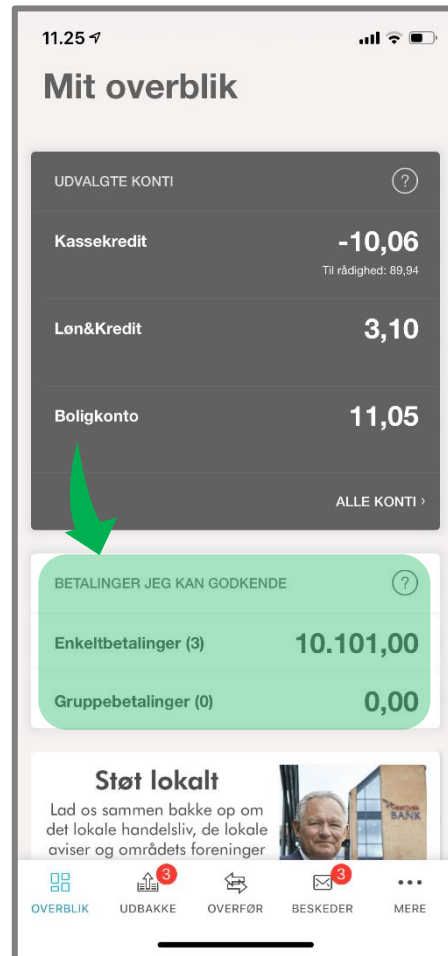 11.25
Mit overblik
UDVALGTE KONTI
?
Kassekredit
-10,06
Til rådighed: 89,94
Løn&Kredit
3,10
Boligkonto
11,05
ALLE KONTI ›
BETALINGER JEG KAN GODKENDE
?
Enkeltbetalinger (3)
10.101,00
Gruppebetalinger (0)
0,00
Støt lokalt
Lad os sammen bakke op om
det lokale handelsliv, de lokale
aviser og områdets foreninger
BANK
3
3
OVERBLIK
UDBAKKE
OVERFØR
BESKEDER
MERE